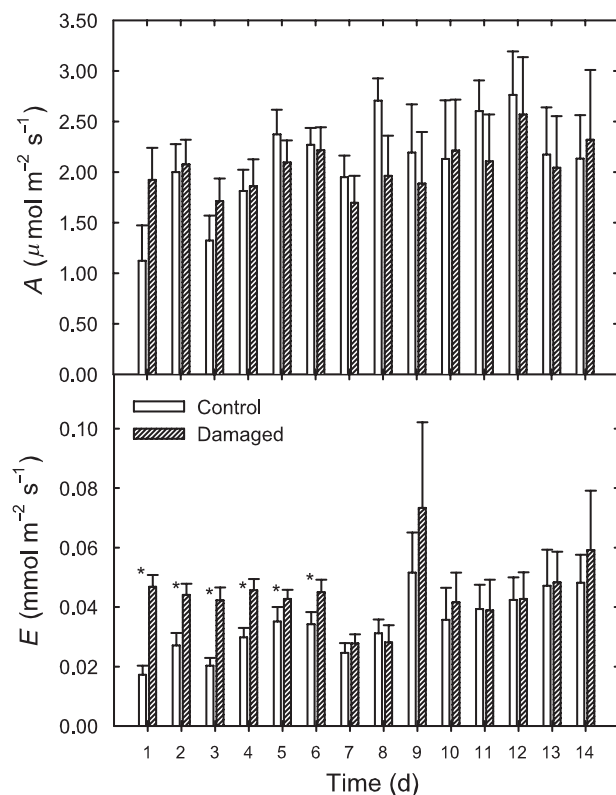 3.50
3.00
2.50
2.00
1.50
1.00
0.50
0.00
A (μmol m−2 s−1)
Control
Damaged
0.10
0.08
0.06
0.04
0.02
0.00
E (mmol m−2 s−1)
* * * * * *
1 2 3 4 5 6 7 8 9 10 11 12 13 14
Time (d)